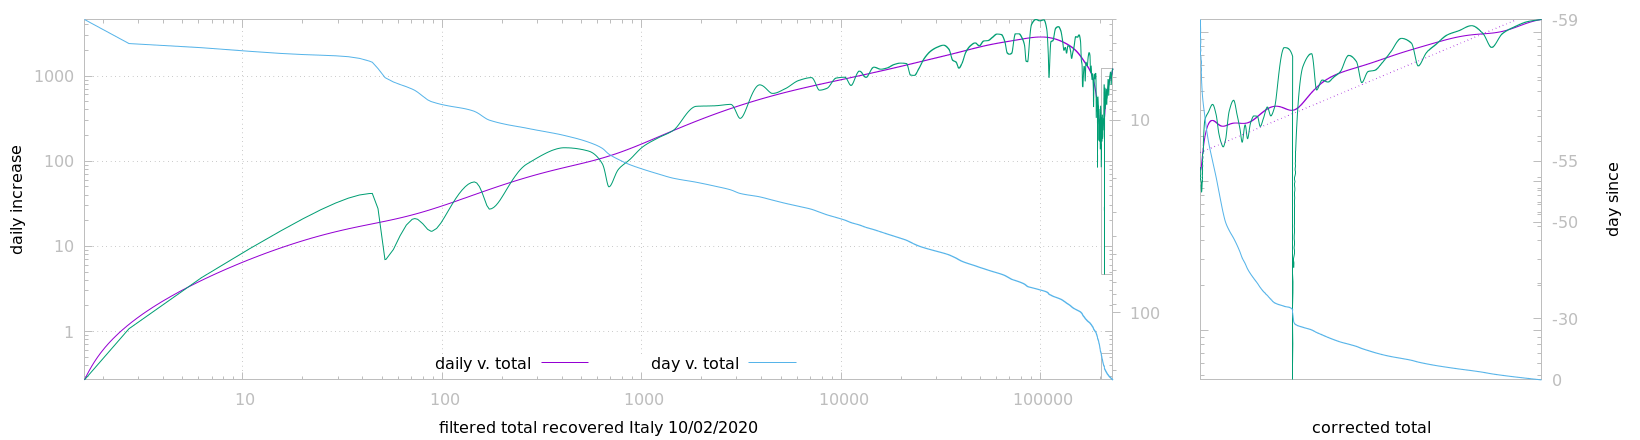 daily increase
1000
100
10
1
daily v. total
day v. total
10
100
1000
10000
100000
filtered total recovered Italy 10/02/2020
10
100
-59
-55
-50
-30
0
day since
corrected total